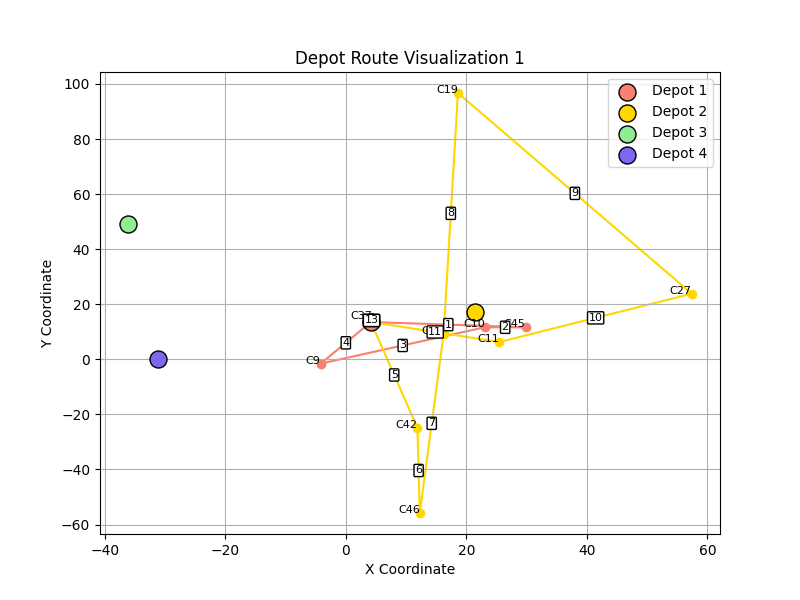 Depot Route Visualization 1
Y Coordinate
100
80
60
40
20
0
−20
−40
−60
−40
−20
0
20
40
60
X Coordinate
Depot 1
Depot 2
Depot 3
Depot 4
C19
9
8
C27
10
C37
13
1
C10
2
C45
11
C11
4
3
C9
5
C42
7
6
C46